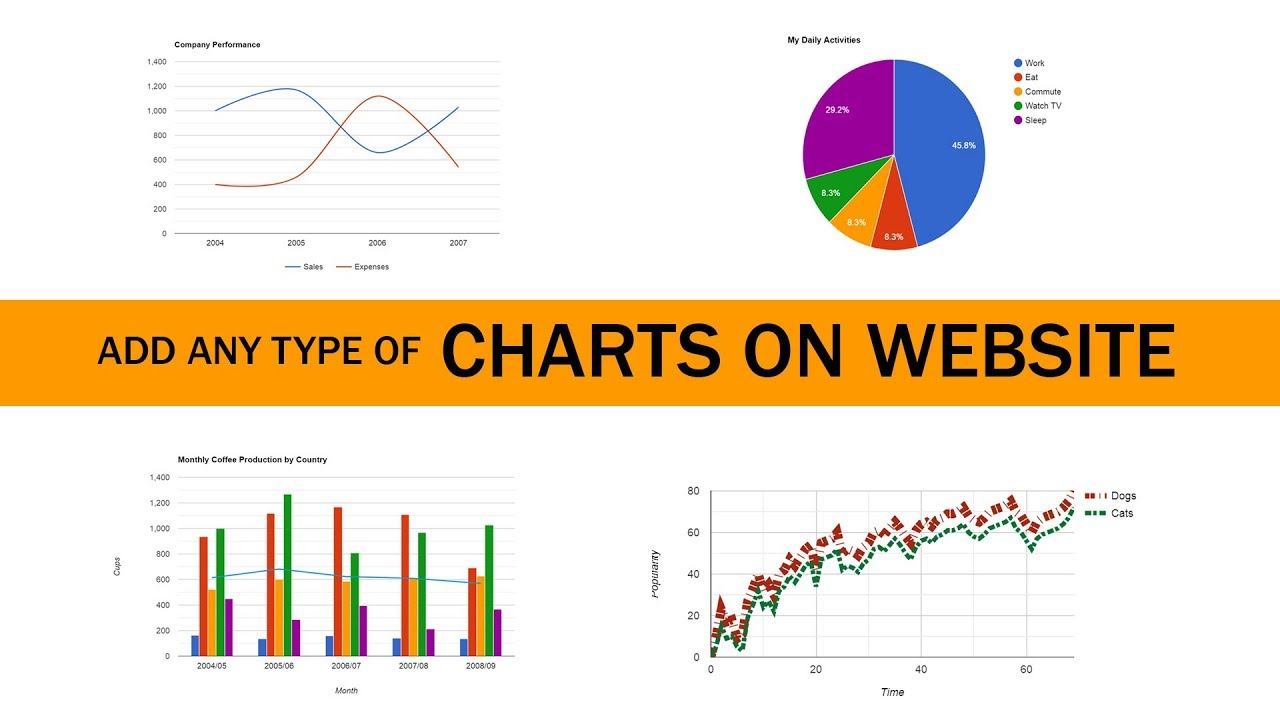 Company Performance
1,400
1,200
1,000
800
600
400
200
0
2004 2005 2006 2007
Sales Expenses
My Daily Activities
Work
Eat
Commute
Watch TV
Sleep
29.2%
45.8%
8.3%
8.3%
8.3%
ADD ANY TYPE OF CHARTS ON WEBSITE
Monthly Coffee Production by Country
1,400
1,200
1,000
800
600
400
200
0
Cups
2004/05 2005/06 2006/07 2007/08 2008/09
Month
80
60
40
20
0
Popularity
0 20 40 60
Time
Dogs
Cats